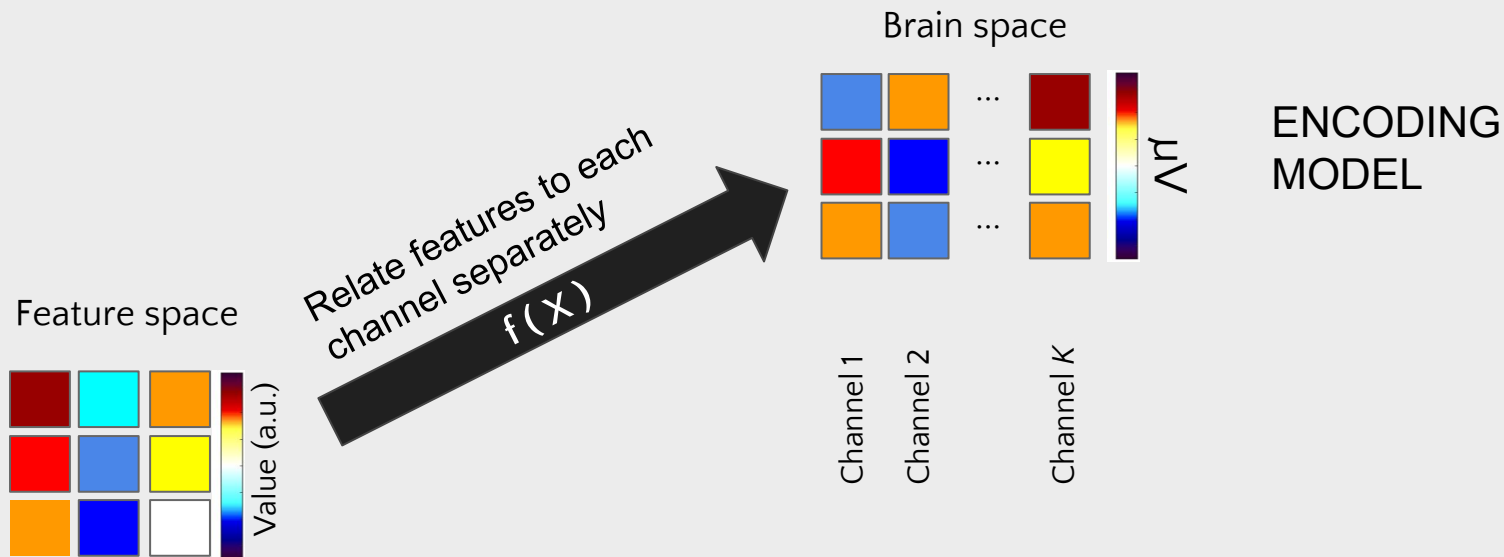 Brain space
...
...
...
μV
ENCODING
MODEL
Relate features to each
channel separately
f(X)
Feature space
Value (a.u.)
Channel 1
Channel 2
Channel K